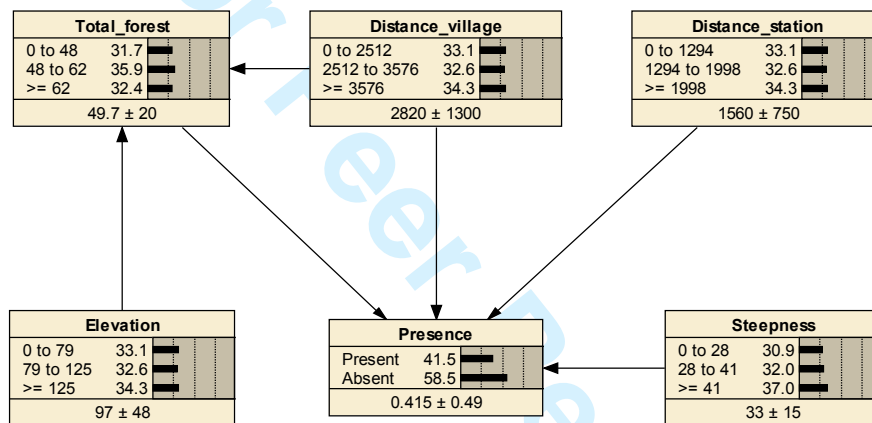 Total_forest
0 to 48 31.7
48 to 62 35.9
>= 62 32.4
49.7 ± 20
Distance_village
0 to 2512 33.1
2512 to 3576 32.6
>= 3576 34.3
2820 ± 1300
Distance_station
0 to 1294 33.1
1294 to 1998 32.6
>= 1998 34.3
1560 ± 750
Elevation
0 to 79 33.1
79 to 125 32.6
>= 125 34.3
97 ± 48
Presence
Present 41.5
Absent 58.5
0.415 ± 0.49
Steepness
0 to 28 30.9
28 to 41 32.0
>= 41 37.0
33 ± 15
r Peer Re